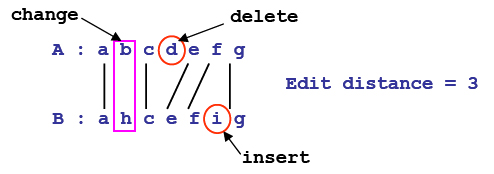 change
delete
A : a b c d e f g
Edit distance = 3
B : a h c e f i g
insert